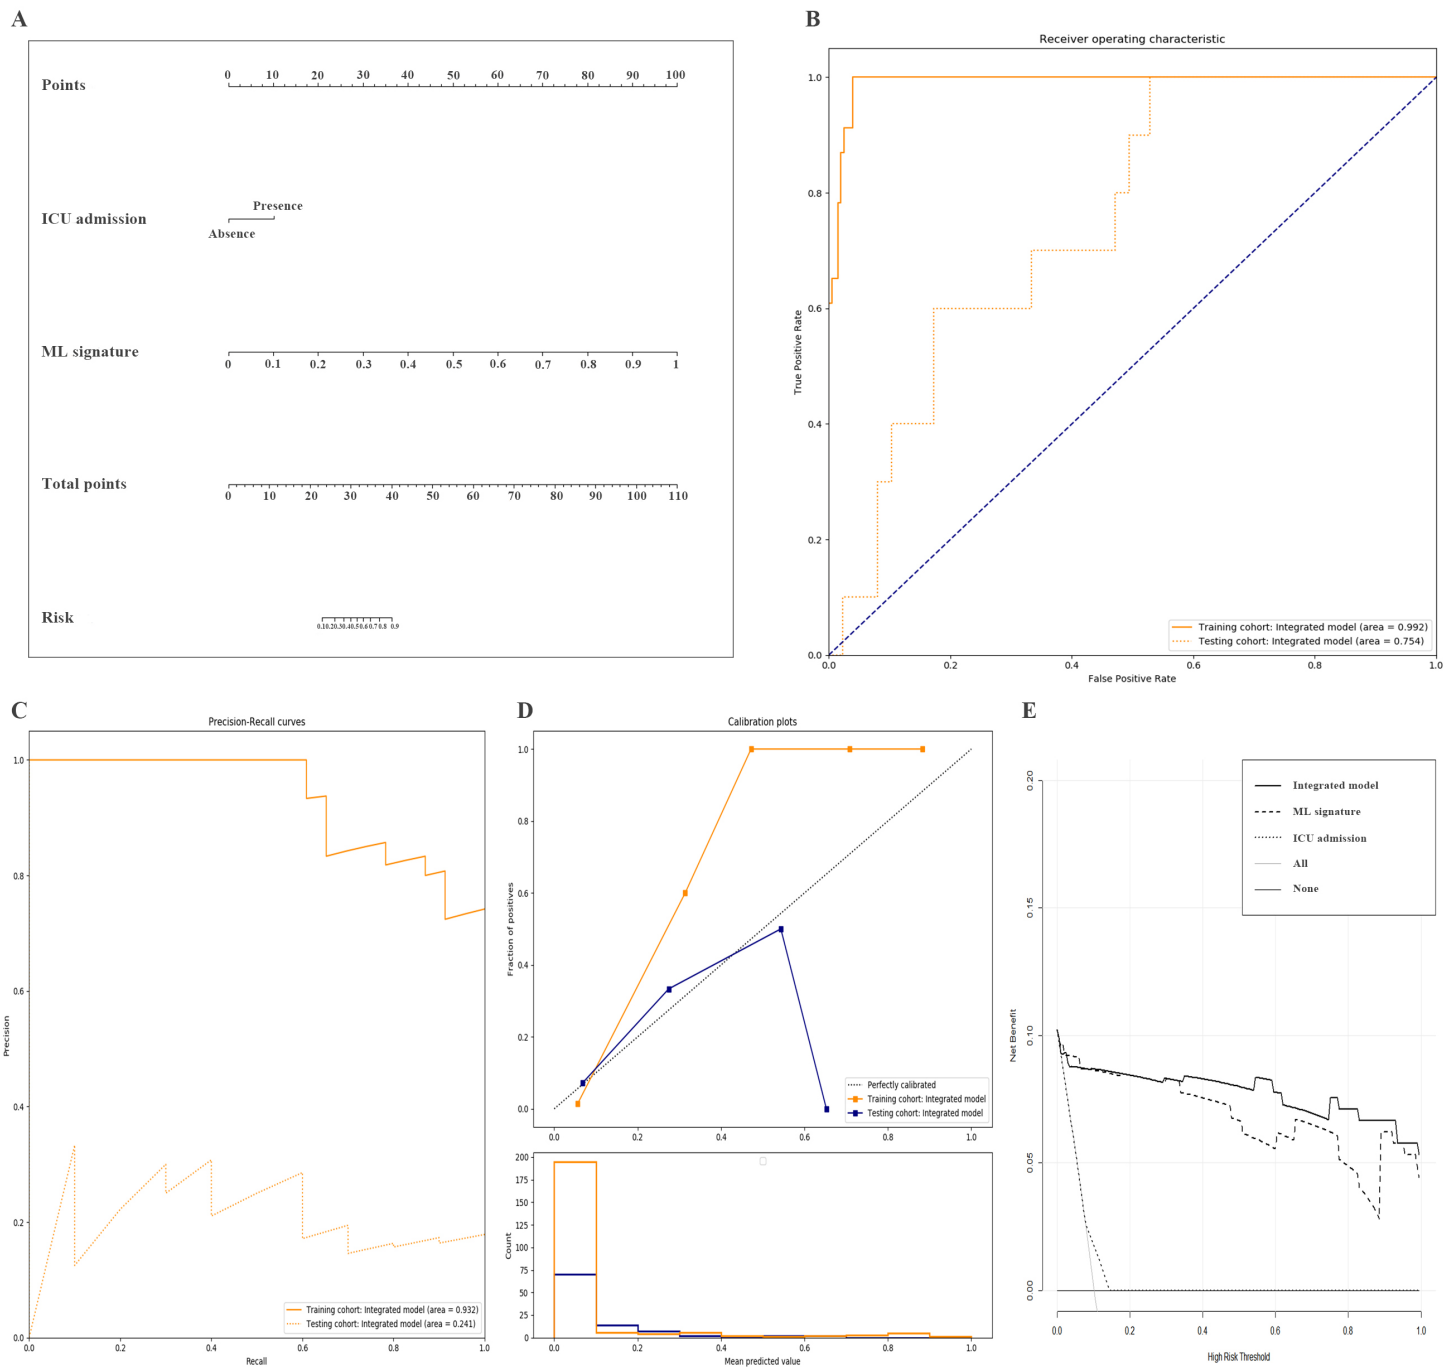 A
Points
0 10 20 30 40 50 60 70 80 90 100
ICU admission
Presence
Absence
ML signature
0 0.1 0.2 0.3 0.4 0.5 0.6 0.7 0.8 0.9 1
Total points
0 10 20 30 40 50 60 70 80 90 100 110
Risk
0.10.20.30.40.50.60.70.8 0.9
B
Receiver operating characteristic
True Positive Rate
1.0
0.8
0.6
0.4
0.2
0.0
Training cohort: Integrated model (area = 0.992)
Testing cohort: Integrated model (area = 0.754)
0.0 0.2 0.4 0.6 0.8 1.0
False Positive Rate
C
Precision-Recall curves
Precision
1.0
0.8
0.6
0.4
0.2
0.0
Training cohort: Integrated model (area = 0.932)
Testing cohort: Integrated model (area = 0.241)
0.0 0.2 0.4 0.6 0.8 1.0
Recall
D
Calibration plots
Fraction of positives
1.0
0.8
0.6
0.4
0.2
0.0
Perfectly calibrated
Training cohort: Integrated model
Testing cohort: Integrated model
0.0 0.2 0.4 0.6 0.8 1.0
Count
200
175
150
125
100
75
50
25
0
0.0 0.2 0.4 0.6 0.8 1.0
Mean predicted value
E
Net Benefit
0.20
0.15
0.10
0.05
0.00
Integrated model
ML signature
ICU admission
All
None
0.0 0.2 0.4 0.6 0.8 1.0
High Risk Threshold